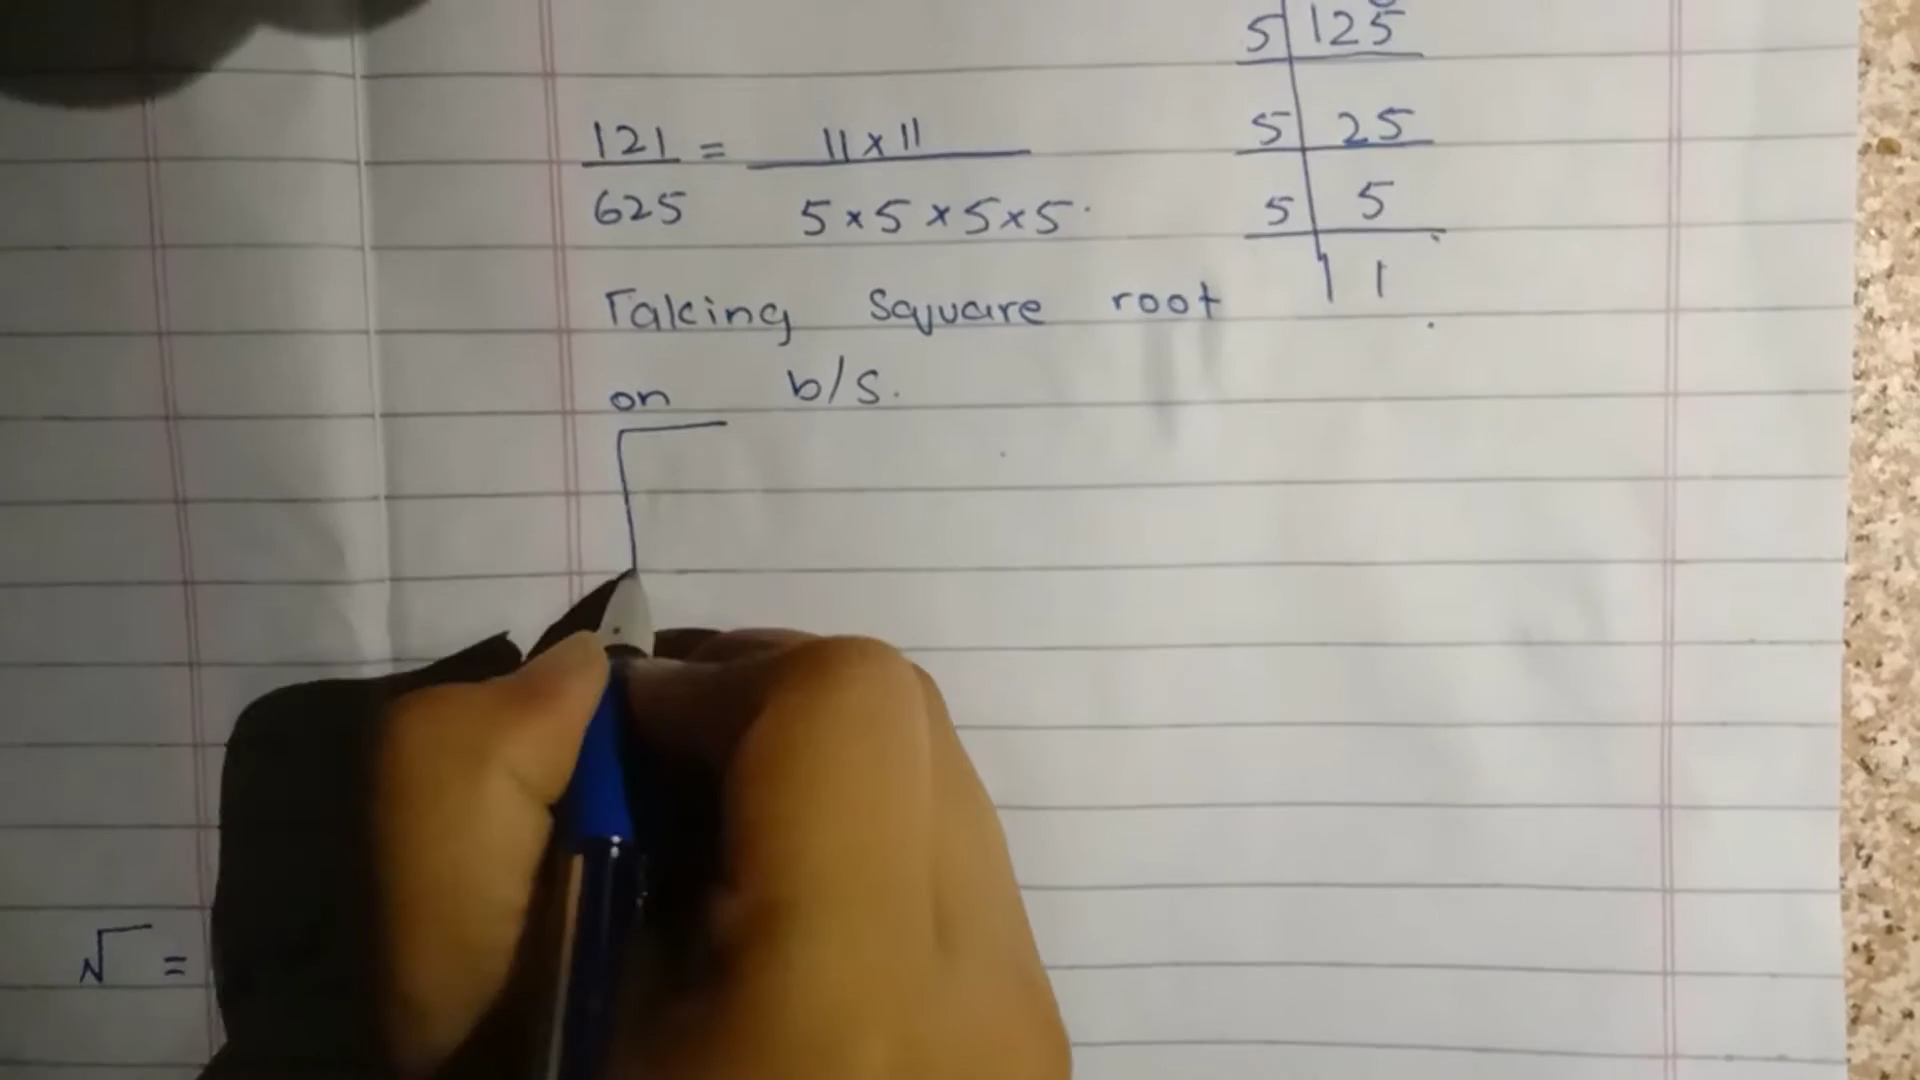 5 | 125
121/625 = 11 x 11 / 5 x 5 x 5 x 5.
5 | 25
5 | 5
1 1
Taking Square root
on b/s.
√ =